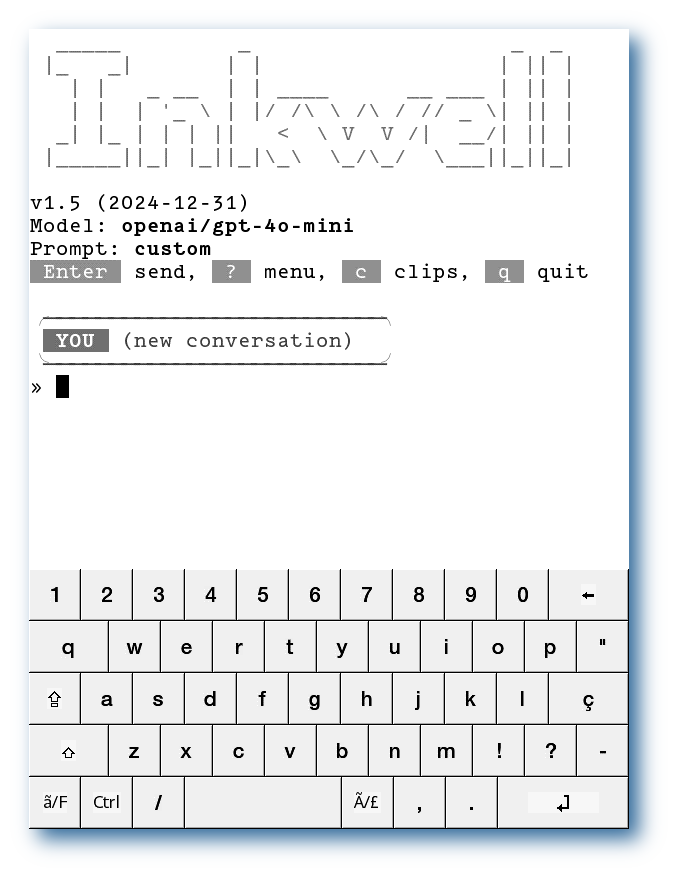 Inkwell
v1.5 (2024-12-31)
Model: openai/gpt-4o-mini
Prompt: custom
Enter send, ? menu, c clips, q quit
YOU (new conversation)
»
1 2 3 4 5 6 7 8 9 0 ←
q w e r t y u i o p "
a s d f g h j k l ç
z x c v b n m ! ? -
ã/F Ctrl / Ã/£ , .